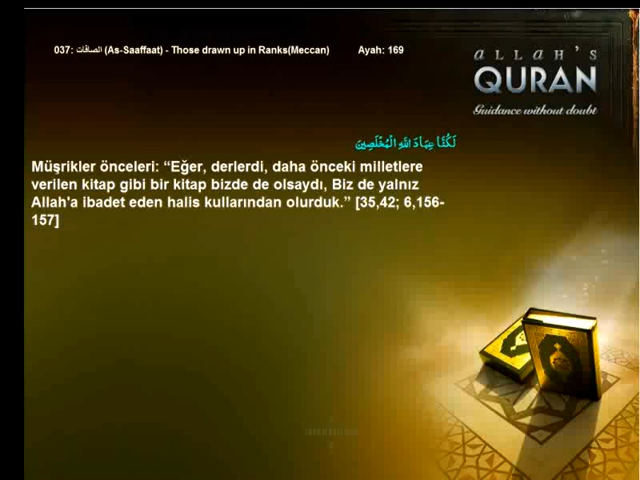 037: الصافات (As-Saaffaat) - Those drawn up in Ranks(Meccan) Ayah: 169
ALLAH'S
QURAN
Guidance without doubt
لَكُنَّا عِبَادَ اللَّهِ الْمُخْلَصِينَ
Müşrikler önceleri: “Eğer, derlerdi, daha önceki milletlere
verilen kitap gibi bir kitap bizde de olsaydı, Biz de yalnız
Allah'a ibadet eden halis kullarından olurduk.” [35,42; 6,156-
157]